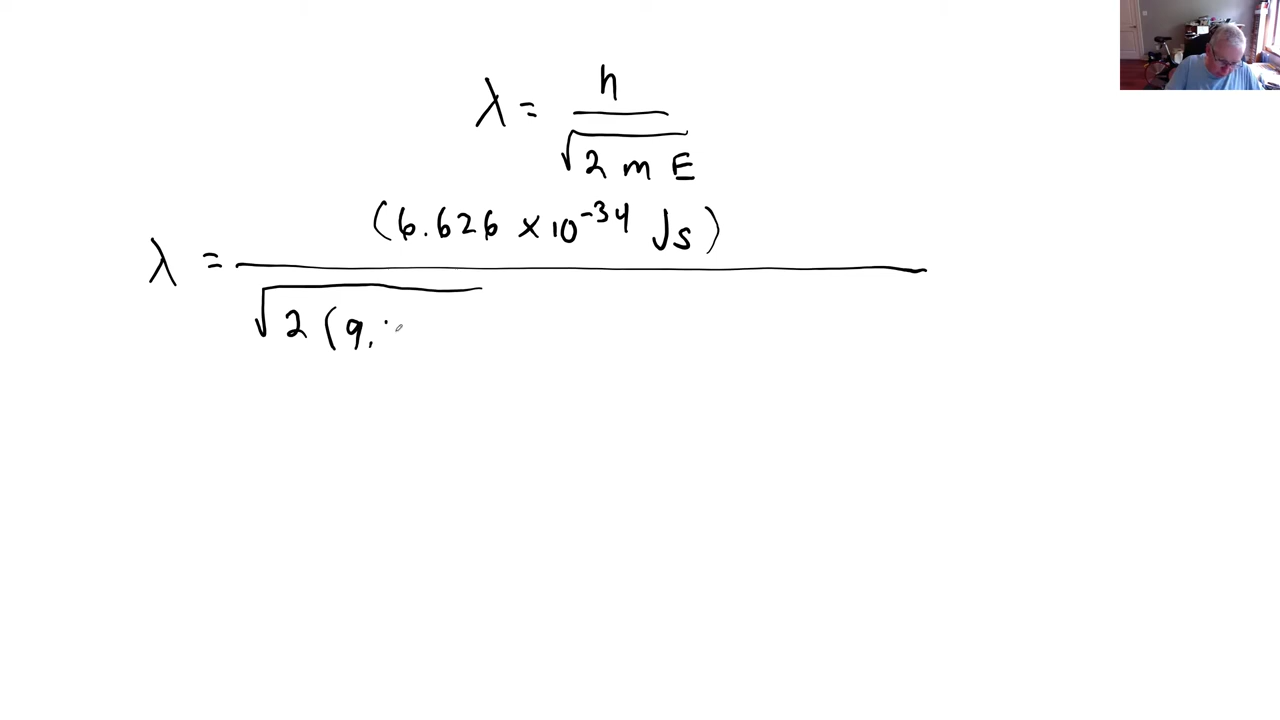 λ = h / √2 m E
λ = (6.626 × 10⁻³⁴ Js) / √2 (9.